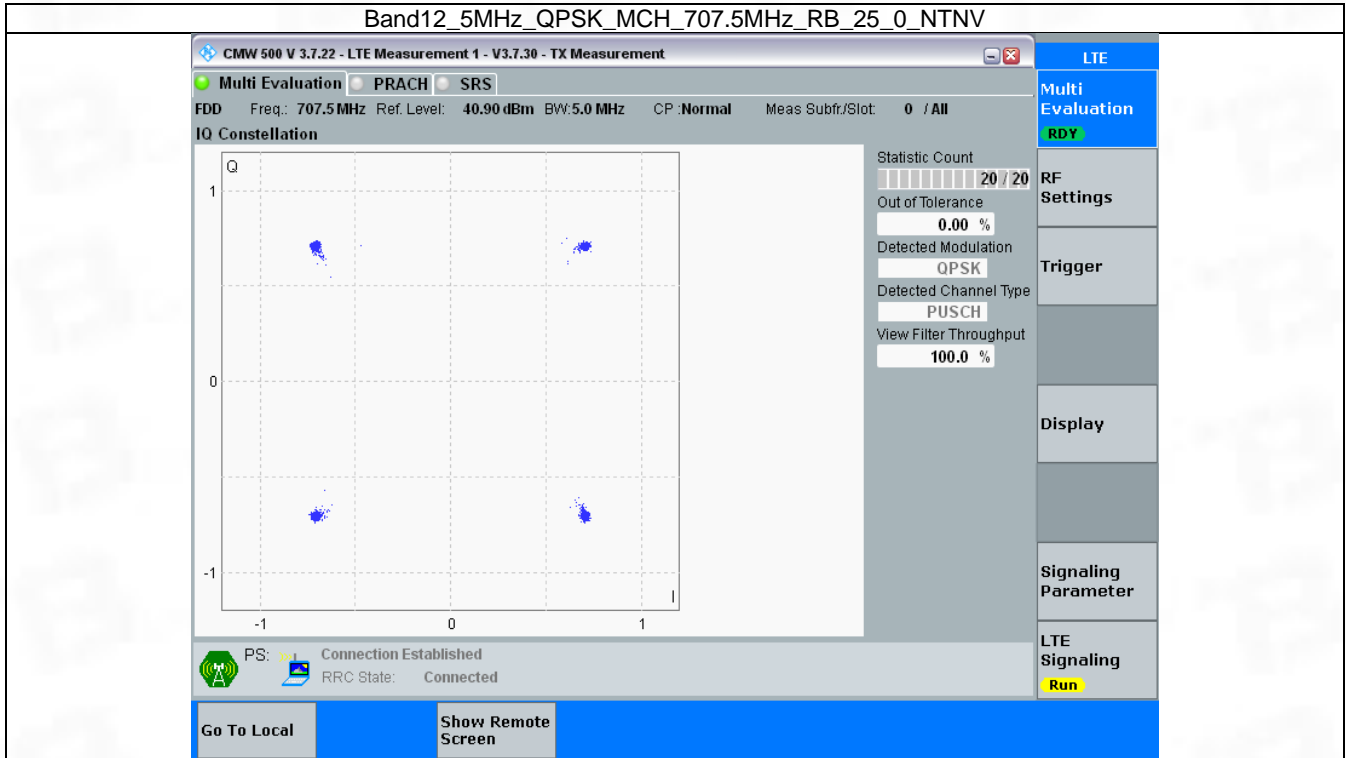 Band12_5MHz_QPSK_MCH_707.5MHz_RB_25_0_NTNV
CMW 500 V 3.7.22 - LTE Measurement 1 - V3.7.30 - TX Measurement
LTE
Multi Evaluation PRACH SRS
FDD Freq.: 707.5 MHz Ref. Level: 40.90 dBm BW:5.0 MHz CP :Normal Meas Subfr./Slot: 0 / All
IQ Constellation
Q
1
0
-1
I
-1 0 1
Statistic Count
20 / 20
Out of Tolerance
0.00 %
Detected Modulation
QPSK
Detected Channel Type
PUSCH
View Filter Throughput
100.0 %
Multi
Evaluation
RDY
RF
Settings
Trigger
Display
Signaling
Parameter
LTE
Signaling
Run
PS: Connection Established
RRC State: Connected
Go To Local
Show Remote
Screen